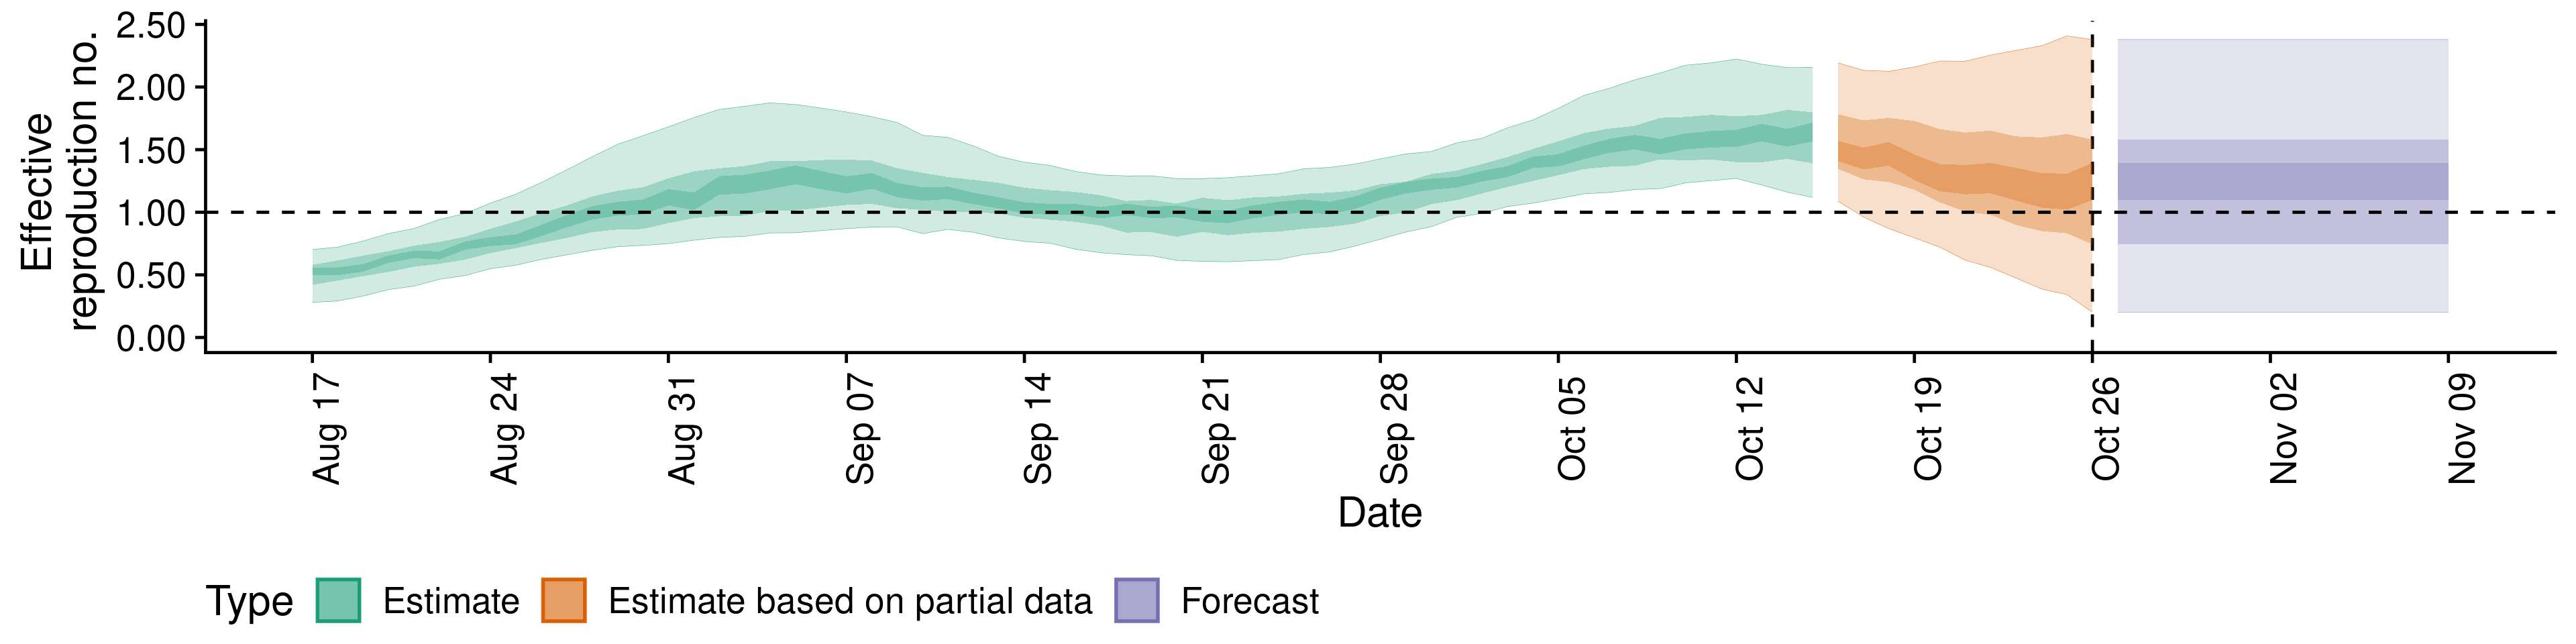 Effective
reproduction no.
2.50
2.00
1.50
1.00
0.50
0.00
Aug 17
Aug 24
Aug 31
Sep 07
Sep 14
Sep 21
Sep 28
Oct 05
Oct 12
Oct 19
Oct 26
Nov 02
Nov 09
Date
Type Estimate Estimate based on partial data Forecast